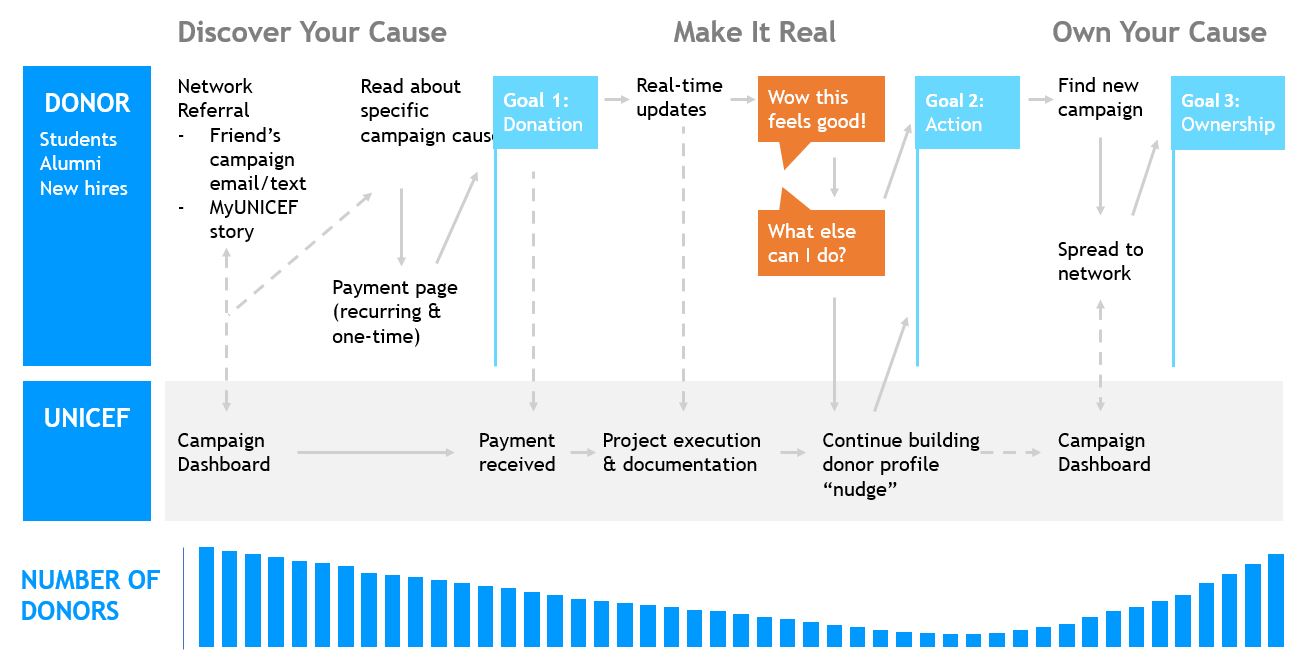 Discover Your Cause
Make It Real
Own Your Cause
DONOR
Students
Alumni
New hires
Network
Referral
- Friend's
campaign
email/text
- MyUNICEF
story
Read about
specific
campaign cause
Payment page
(recurring &
one-time)
Goal 1:
Donation
Real-time
updates
Wow this
feels good!
What else
can I do?
Goal 2:
Action
Find new
campaign
Spread to
network
Goal 3:
Ownership
UNICEF
Campaign
Dashboard
Payment
received
Project execution
& documentation
Continue building
donor profile
“nudge”
Campaign
Dashboard
NUMBER OF
DONORS